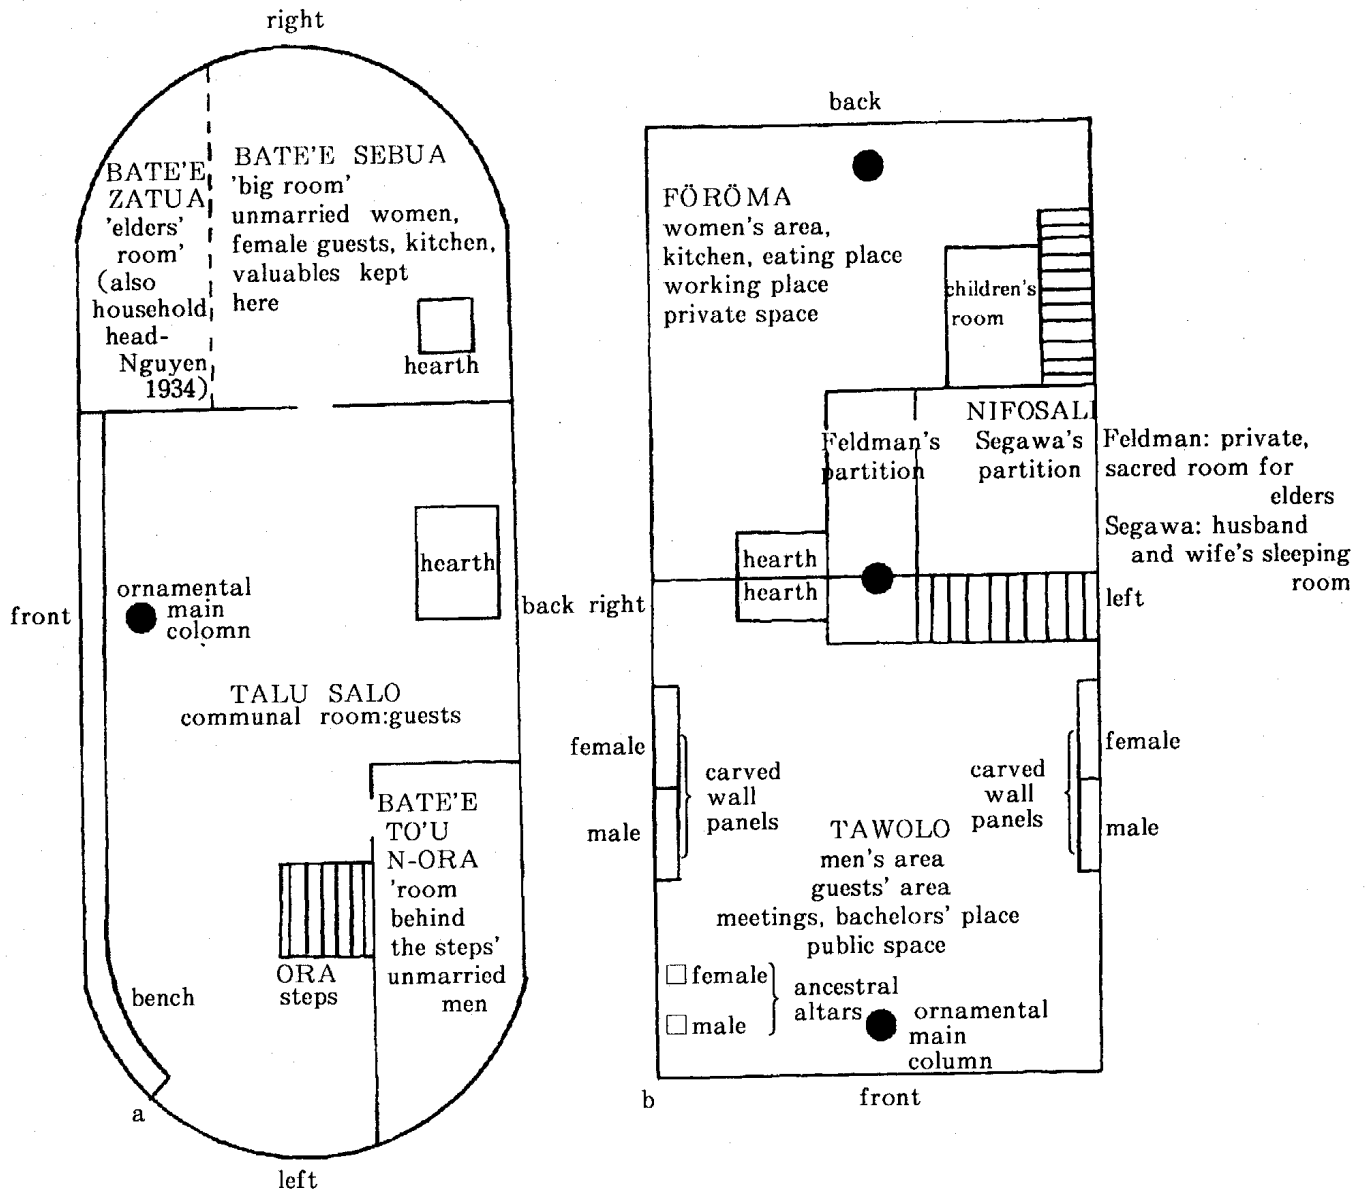 right
BATE'E
ZATUA
'elders'
room'
(also
household
head-
Nguyen
1934)
BATE'E SEBUA
'big room'
unmarried women,
female guests, kitchen,
valuables kept
here
hearth
hearth
ornamental
main
colomn
front
back
TALU SALO
communal room:guests
BATE'E
TO'U
N-ORA
'room
behind
the steps'
unmarried
men
ORA
steps
bench
a
left
back
FÖRÖMA
women's area,
kitchen, eating place
working place
private space
children's
room
NIFOSALI
Feldman's
partition
Segawa's
partition
Feldman: private,
sacred room for
elders
Segawa: husband
and wife's sleeping
room
hearth
hearth
right
left
female
male
carved
wall
panels
carved
wall
panels
female
male
TAWOLO
men's area
guests' area
meetings, bachelors' place
public space
female
male
ancestral
altars
ornamental
main
column
b
front